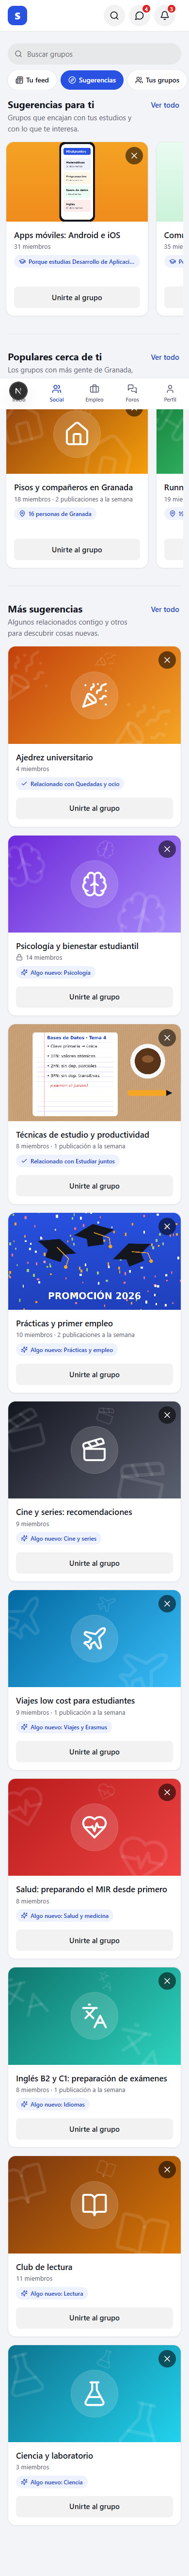 S
4
3
Buscar grupos
Tu feed
Sugerencias
Tus grupos
Sugerencias para ti
Ver todo
Grupos que encajan con tus estudios y
con lo que te interesa.
Apps móviles: Android e iOS
31 miembros
Porque estudias Desarrollo de Aplicaci...
Unirte al grupo
Comu
35 mie
Populares cerca de ti
Ver todo
Los grupos con más gente de Granada,
N
Social
Empleo
Foros
Perfil
Pisos y compañeros en Granada
18 miembros · 2 publicaciones a la semana
16 personas de Granada
Unirte al grupo
Runn
19 mie
Más sugerencias
Algunos relacionados contigo y otros
para descubrir cosas nuevas.
Ajedrez universitario
4 miembros
Relacionado con Quedadas y ocio
Unirte al grupo
Psicología y bienestar estudiantil
14 miembros
Algo nuevo: Psicología
Unirte al grupo
Bases de Datos - Tema 4
Técnicas de estudio y productividad
8 miembros · 1 publicación a la semana
Relacionado con Estudiar juntos
Unirte al grupo
PROMOCIÓN 2026
Prácticas y primer empleo
10 miembros · 2 publicaciones a la semana
Algo nuevo: Prácticas y empleo
Unirte al grupo
Cine y series: recomendaciones
9 miembros
Algo nuevo: Cine y series
Unirte al grupo
Viajes low cost para estudiantes
9 miembros · 1 publicación a la semana
Algo nuevo: Viajes y Erasmus
Unirte al grupo
Salud: preparando el MIR desde primero
8 miembros
Algo nuevo: Salud y medicina
Unirte al grupo
Inglés B2 y C1: preparación de exámenes
8 miembros · 1 publicación a la semana
Algo nuevo: Idiomas
Unirte al grupo
Club de lectura
11 miembros
Algo nuevo: Lectura
Unirte al grupo
Ciencia y laboratorio
3 miembros
Algo nuevo: Ciencia
Unirte al grupo